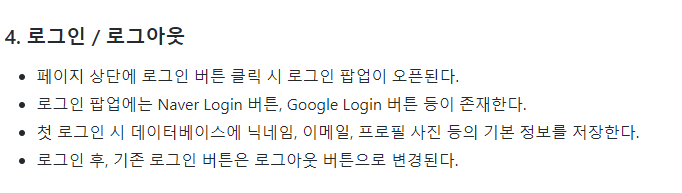 4. 로그인 / 로그아웃
• 페이지 상단에 로그인 버튼 클릭 시 로그인 팝업이 오픈된다.
• 로그인 팝업에는 Naver Login 버튼, Google Login 버튼 등이 존재한다.
• 첫 로그인 시 데이터베이스에 닉네임, 이메일, 프로필 사진 등의 기본 정보를 저장한다.
• 로그인 후, 기존 로그인 버튼은 로그아웃 버튼으로 변경된다.